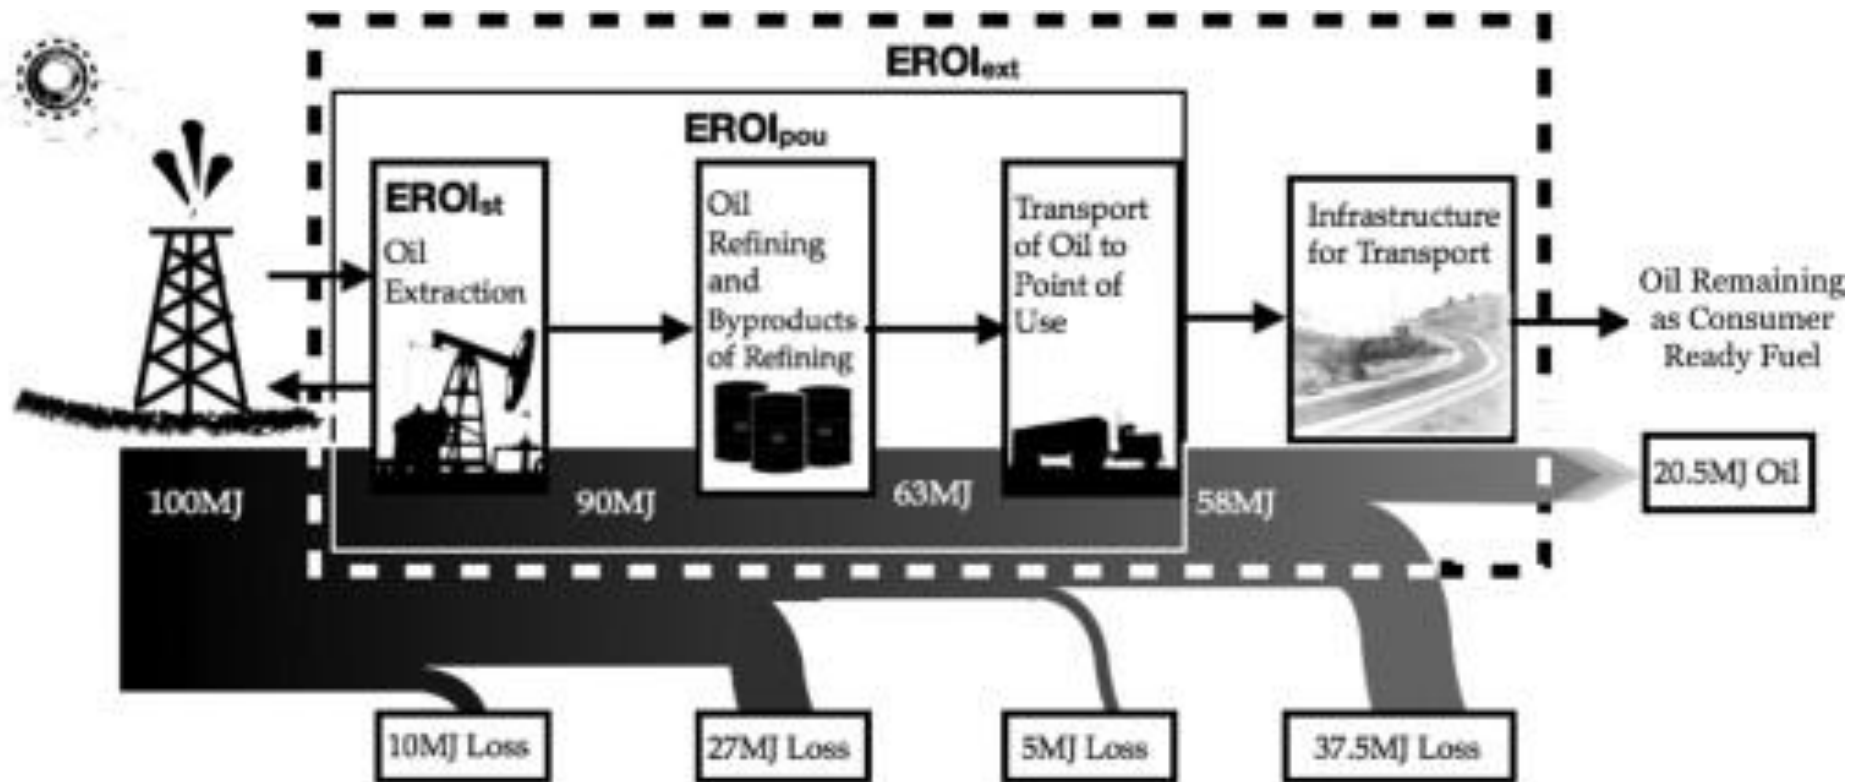 EROIext
EROIpou
EROIst
Oil
Extraction
Oil
Refining
and
Byproducts
of Refining
Transport
of Oil to
Point of
Use
Infrastructure
for Transport
Oil Remaining
as Consumer
Ready Fuel
100MJ
90MJ
63MJ
58MJ
20.5MJ Oil
10MJ Loss
27MJ Loss
5MJ Loss
37.5MJ Loss